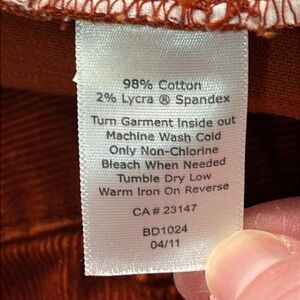 98% Cotton
2% Lycra ® Spandex
Turn Garment Inside out
Machine Wash Cold
Only Non-Chlorine
Bleach When Needed
Tumble Dry Low
Warm Iron On Reverse
CA # 23147
BD1024
04/11